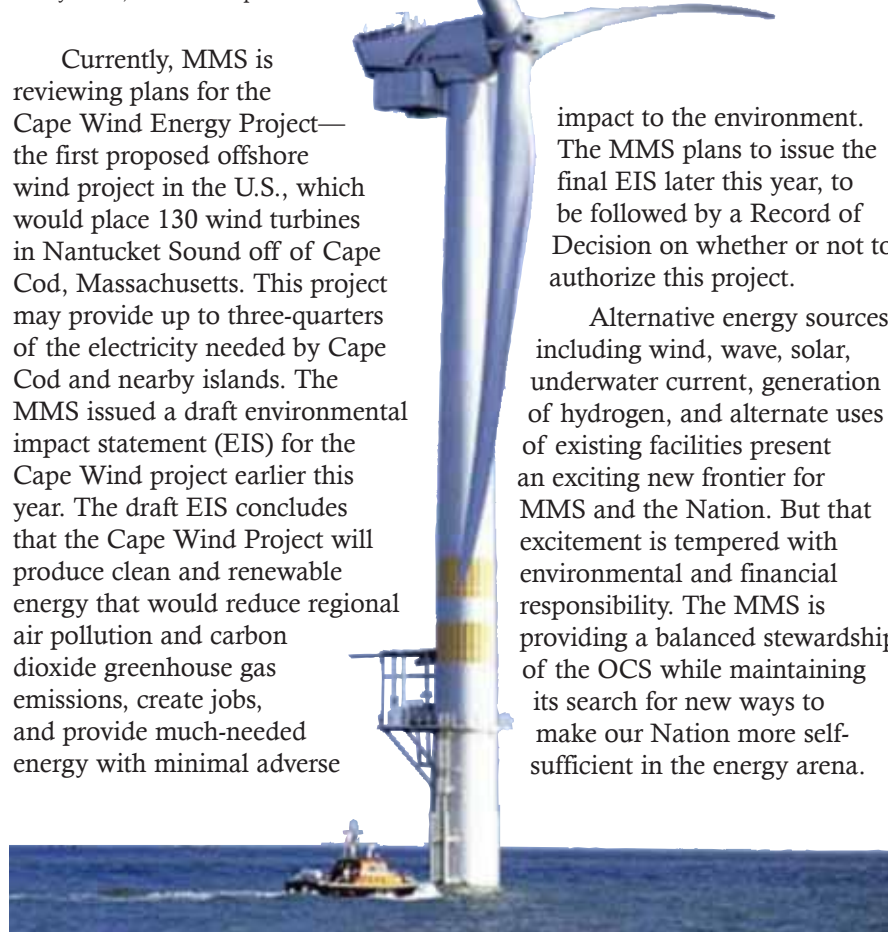 Currently, MMS is
reviewing plans for the
Cape Wind Energy Project—
the first proposed offshore
wind project in the U.S., which
would place 130 wind turbines
in Nantucket Sound off of Cape
Cod, Massachusetts. This project
may provide up to three-quarters
of the electricity needed by Cape
Cod and nearby islands. The
MMS issued a draft environmental
impact statement (EIS) for the
Cape Wind project earlier this
year. The draft EIS concludes
that the Cape Wind Project will
produce clean and renewable
energy that would reduce regional
air pollution and carbon
dioxide greenhouse gas
emissions, create jobs,
and provide much-needed
energy with minimal adverse
impact to the environment.
The MMS plans to issue the
final EIS later this year, to
be followed by a Record of
Decision on whether or not to
authorize this project.
Alternative energy sources
including wind, wave, solar,
underwater current, generation
of hydrogen, and alternate uses
of existing facilities present
an exciting new frontier for
MMS and the Nation. But that
excitement is tempered with
environmental and financial
responsibility. The MMS is
providing a balanced stewardship
of the OCS while maintaining
its search for new ways to
make our Nation more self-
sufficient in the energy arena.